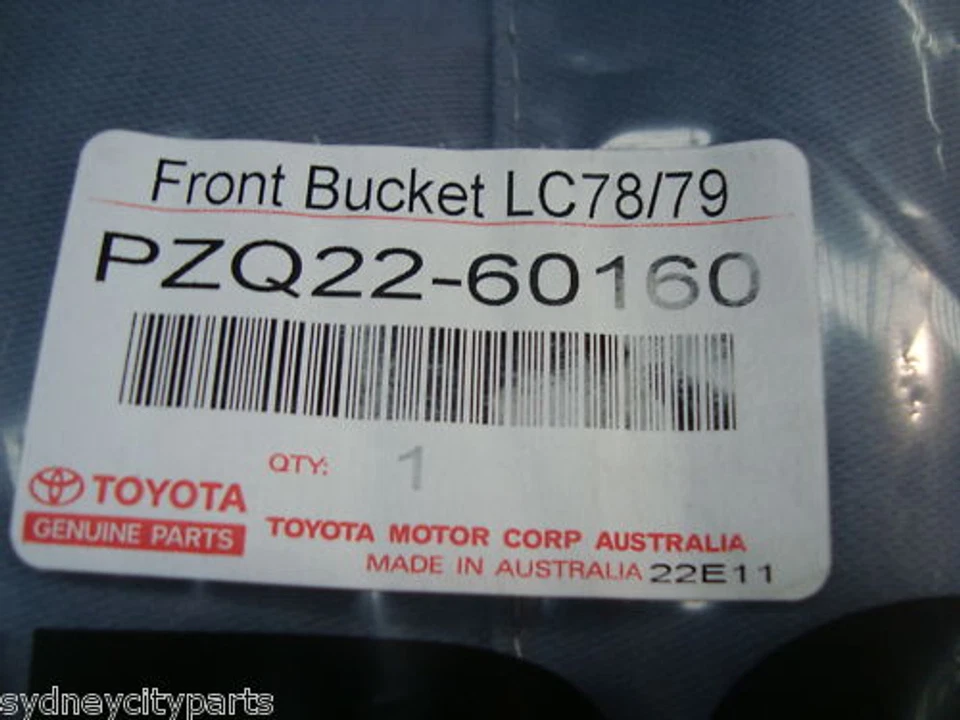 Front Bucket LC78/79
PZQ22-60160
QTY: 1
TOYOTA
GENUINE PARTS
TOYOTA MOTOR CORP AUSTRALIA
MADE IN AUSTRALIA 22E11
sydneycityparts